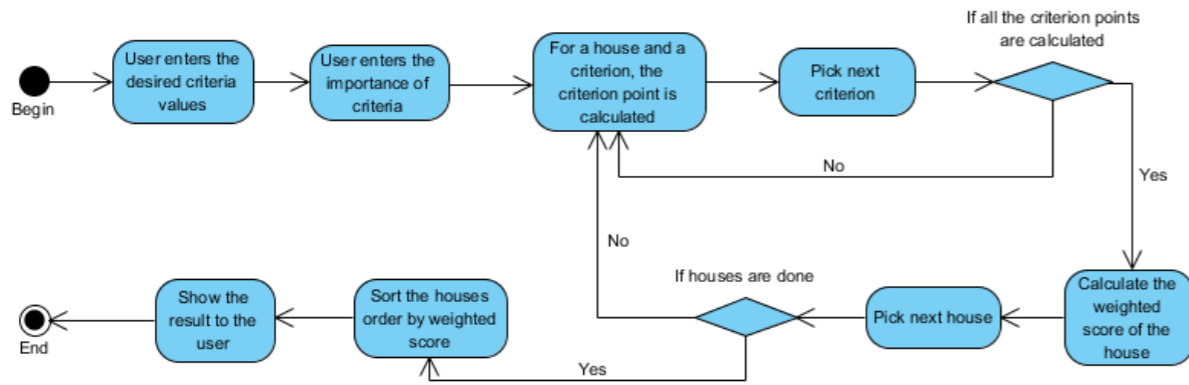 Begin
User enters the
desired criteria
values
User enters the
importance of
criteria
For a house and a
criterion, the
criterion point is
calculated
Pick next
criterion
If all the criterion points
are calculated
No
Yes
Calculate the
weighted
score of the
house
Pick next house
If houses are done
No
Yes
Sort the houses
order by weighted
score
Show the
result to the
user
End